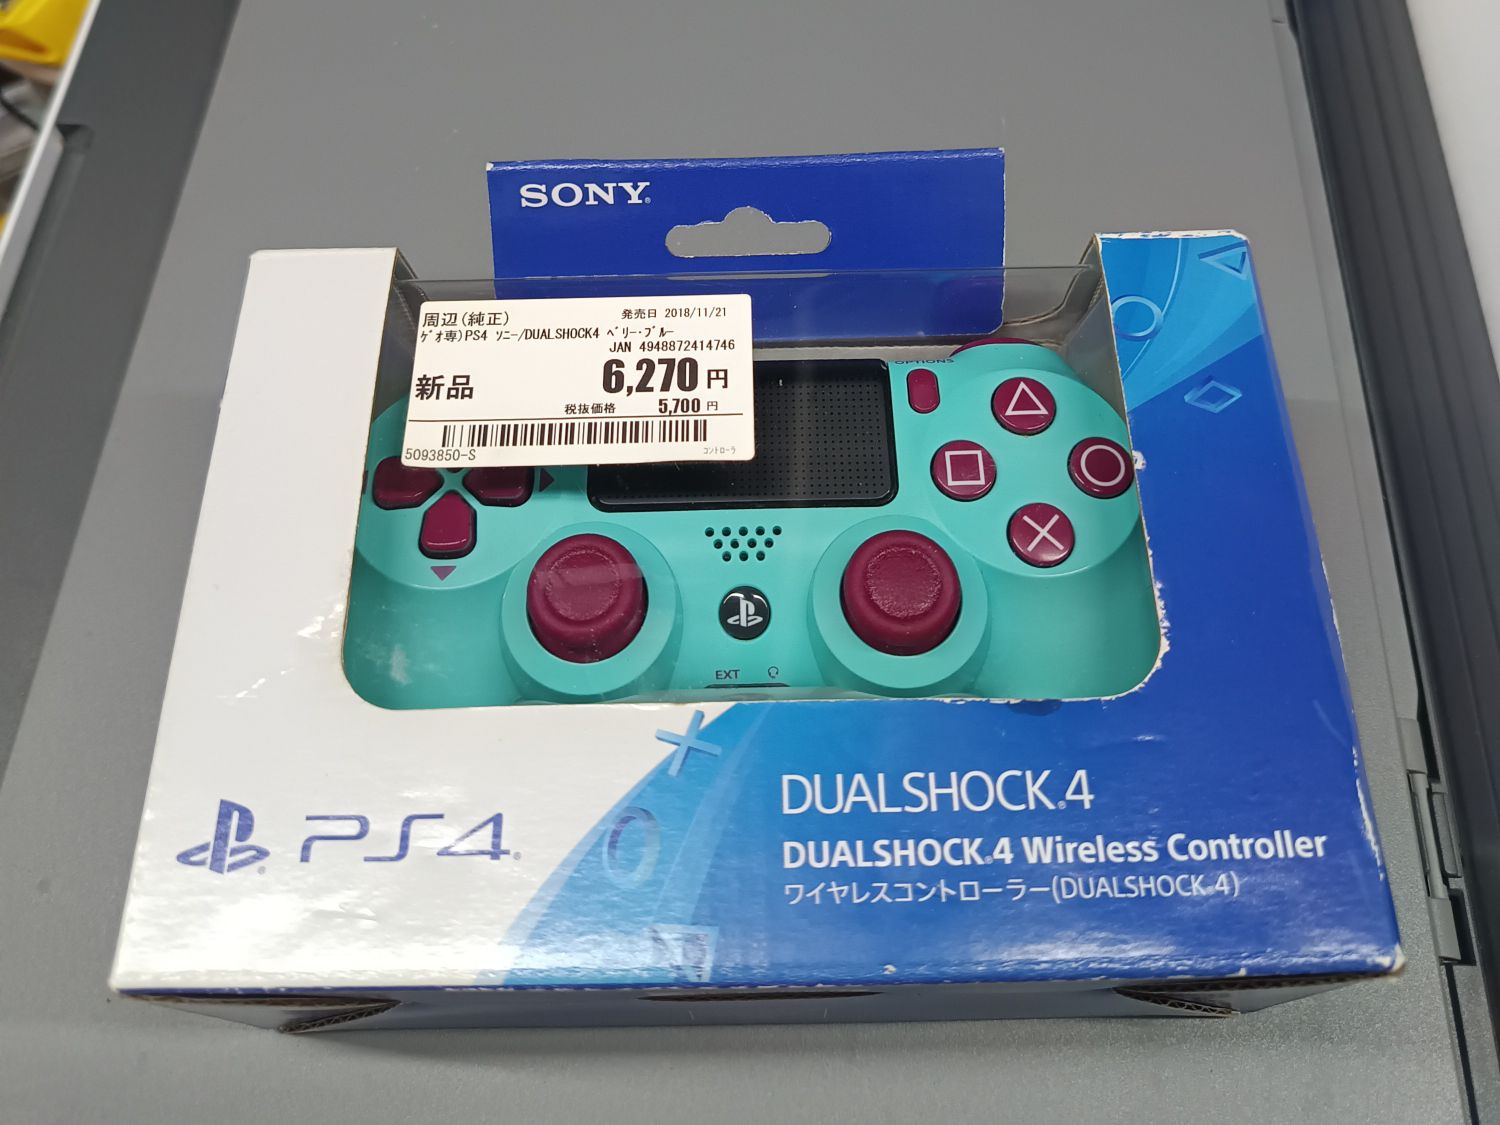 SONY
周辺(純正) 発売日 2018/11/21
ｹﾞｵ専)PS4 ｿﾆｰ/DUALSHOCK4 ﾍﾞﾘｰ･ﾌﾞﾙｰ
JAN 4948872414746
新品 6,270円
税抜価格 5,700円
5093850-S ｺﾝﾄﾛｰﾗ
OPTIONS
EXT
PS4
DUALSHOCK®4
DUALSHOCK®4 Wireless Controller
ワイヤレスコントローラー(DUALSHOCK®4)